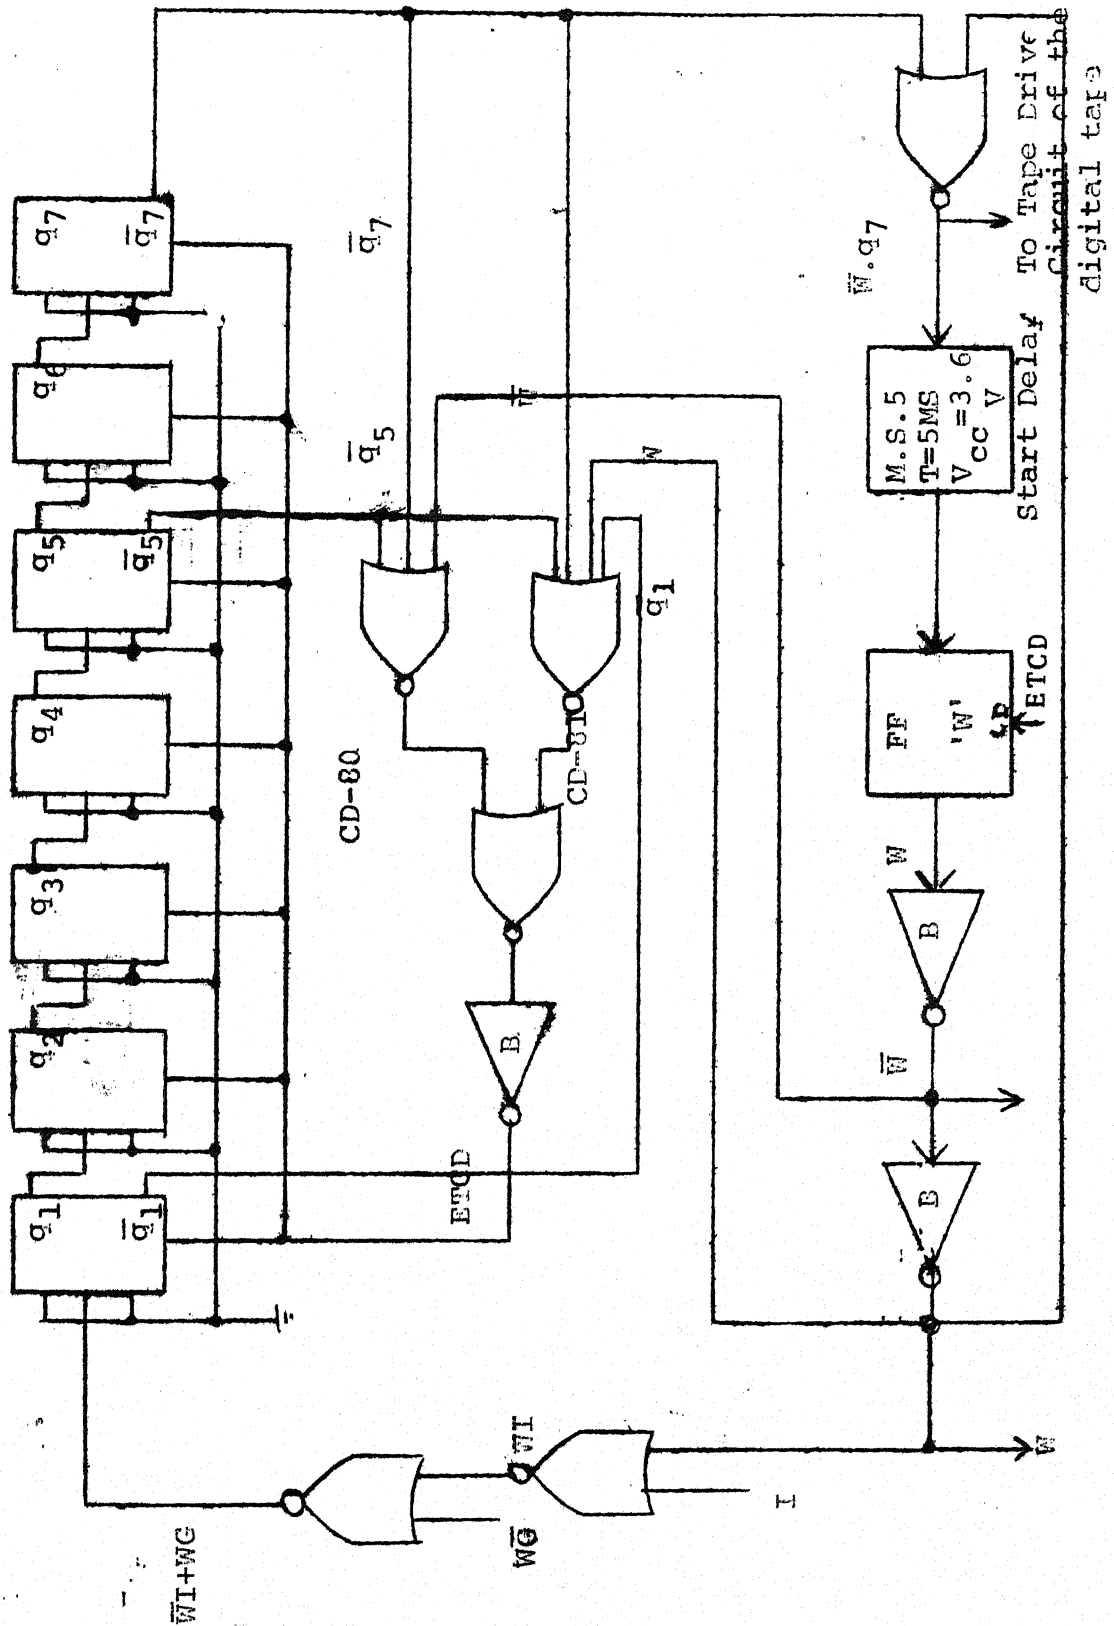 q7
q̅7
q6
q5
q̅5
q4
q3
q2
q1
q̅1
q̅7
q̅5
W̅
W
q̅1
CD-80
CD-81
B
ETCD
W̅.q7
To Tape Drive
Circuit of the
digital tape
M.S.5
T=5MS
Vcc=3.6
V
Start Delay
FF
'W'
CD
ETCD
W
B
W̅
B
W
I
WI
W̅G̅
W̅I+WG